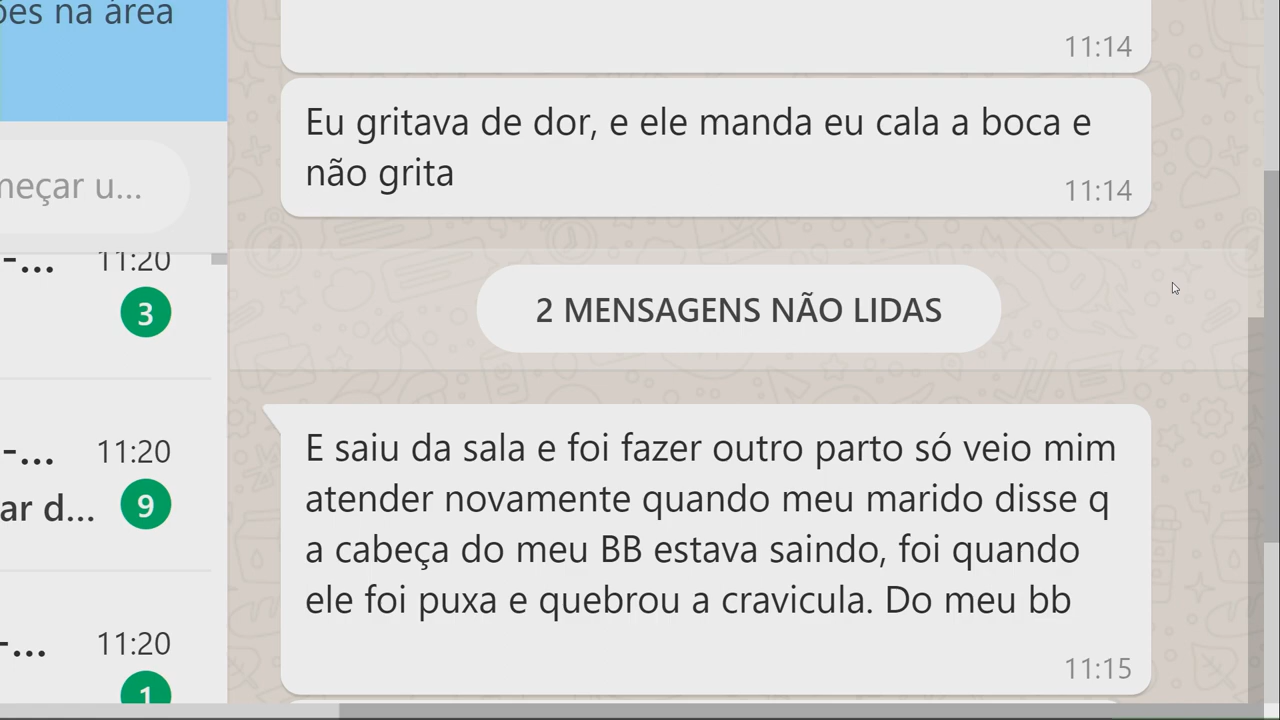 ões na área
meçar u...
-... 11:20
3
-... 11:20
ar d... 9
-... 11:20
1
11:14
Eu gritava de dor, e ele manda eu cala a boca e
não grita
11:14
2 MENSAGENS NÃO LIDAS
E saiu da sala e foi fazer outro parto só veio mim
atender novamente quando meu marido disse q
a cabeça do meu BB estava saindo, foi quando
ele foi puxa e quebrou a cravicula. Do meu bb
11:15